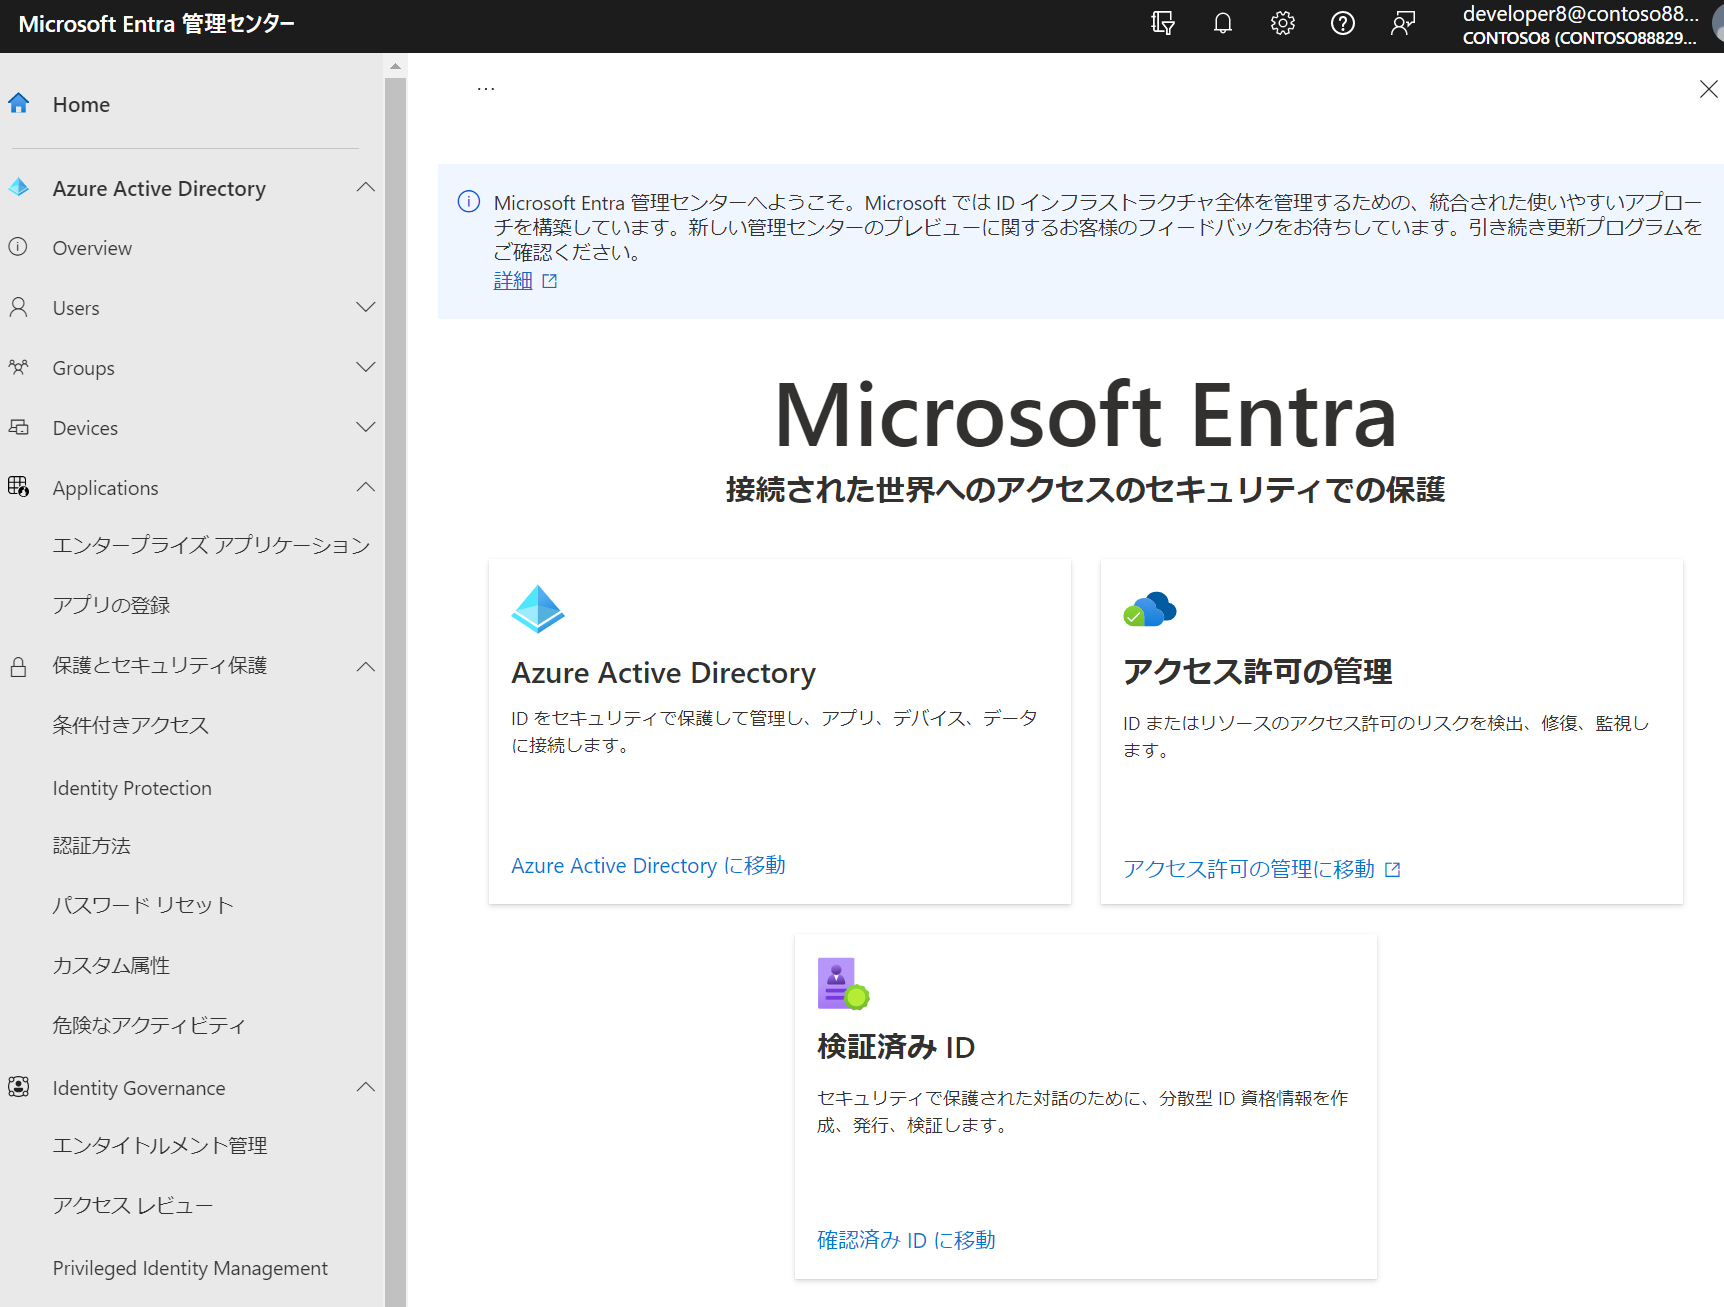 Microsoft Entra 管理センター
developer8@contoso88...
CONTOSO8 (CONTOSO88829...
Home
Azure Active Directory
Overview
Users
Groups
Devices
Applications
エンタープライズ アプリケーション
アプリの登録
保護とセキュリティ保護
条件付きアクセス
Identity Protection
認証方法
パスワード リセット
カスタム属性
危険なアクティビティ
Identity Governance
エンタイトルメント管理
アクセス レビュー
Privileged Identity Management
...
Microsoft Entra 管理センターへようこそ。Microsoft では ID インフラストラクチャ全体を管理するための、統合された使いやすいアプロー
チを構築しています。新しい管理センターのプレビューに関するお客様のフィードバックをお待ちしています。引き続き更新プログラムを
ご確認ください。
詳細
Microsoft Entra
接続された世界へのアクセスのセキュリティでの保護
Azure Active Directory
ID をセキュリティで保護して管理し、アプリ、デバイス、データ
に接続します。
Azure Active Directory に移動
アクセス許可の管理
ID またはリソースのアクセス許可のリスクを検出、修復、監視し
ます。
アクセス許可の管理に移動
検証済み ID
セキュリティで保護された対話のために、分散型 ID 資格情報を作
成、発行、検証します。
確認済み ID に移動